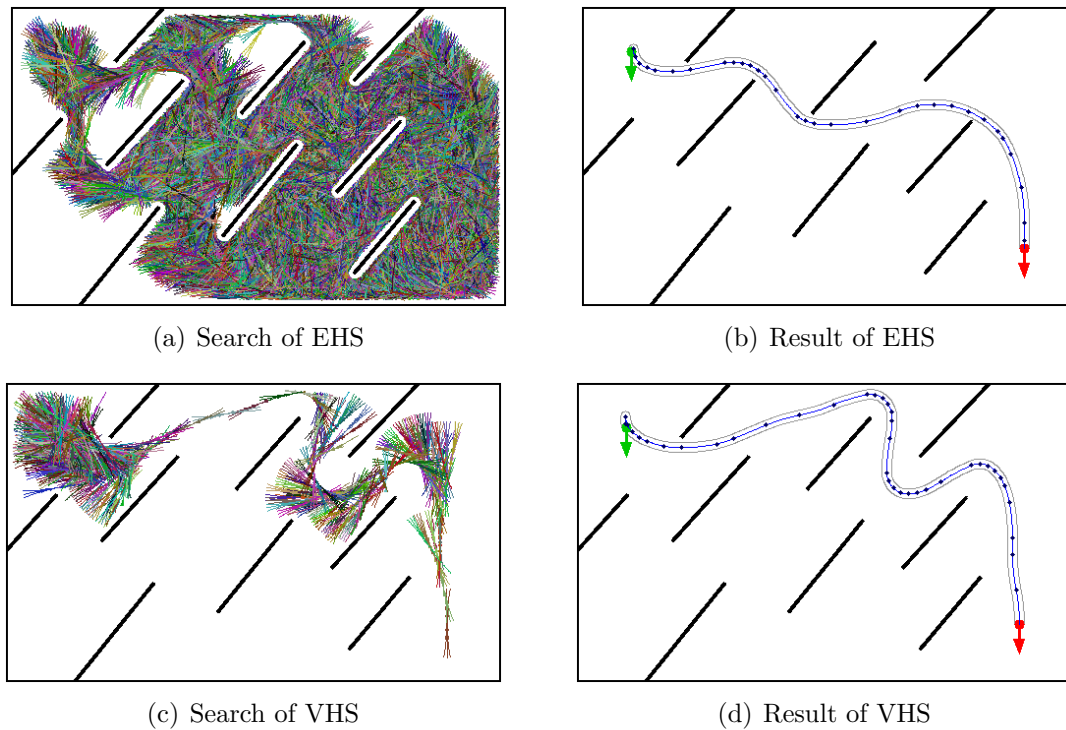 (a) Search of EHS
(b) Result of EHS
(c) Search of VHS
(d) Result of VHS